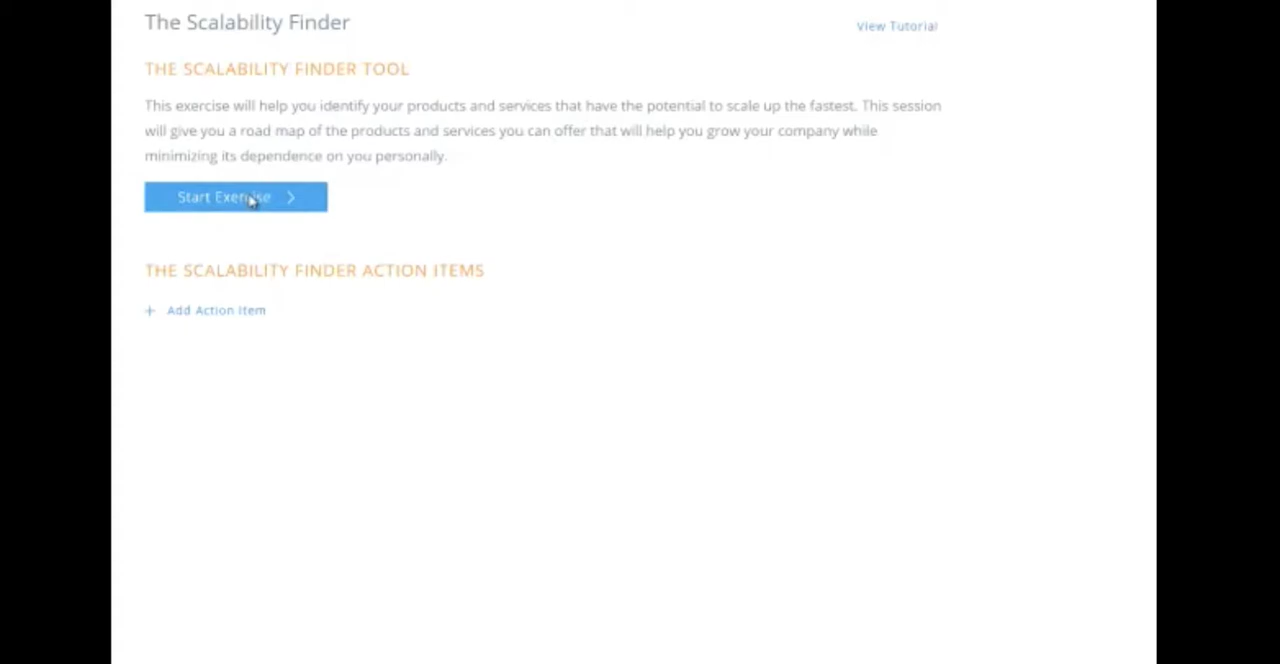 The Scalability Finder
View Tutorial
THE SCALABILITY FINDER TOOL
This exercise will help you identify your products and services that have the potential to scale up the fastest. This session
will give you a road map of the products and services you can offer that will help you grow your company while
minimizing its dependence on you personally.
Start Exercise
THE SCALABILITY FINDER ACTION ITEMS
+ Add Action Item